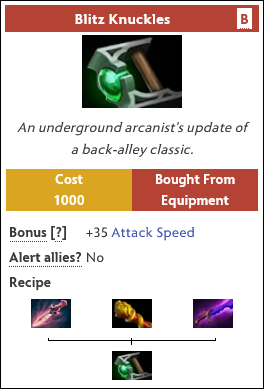 Blitz Knuckles B
An underground arcanist's update of
a back-alley classic.
Cost Bought From
1000 Equipment
Bonus [?] +35 Attack Speed
Alert allies? No
Recipe